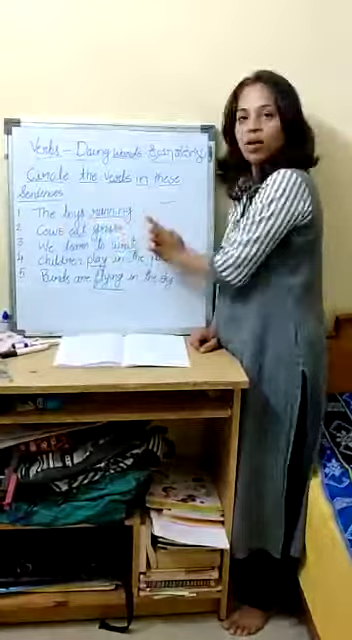 Verbs - Doing words
Circle the verbs in these
Sentences
1 The boys running
2 Cows eat grass
3 We learn to
4 children play in the
5 Birds are flying in the sky